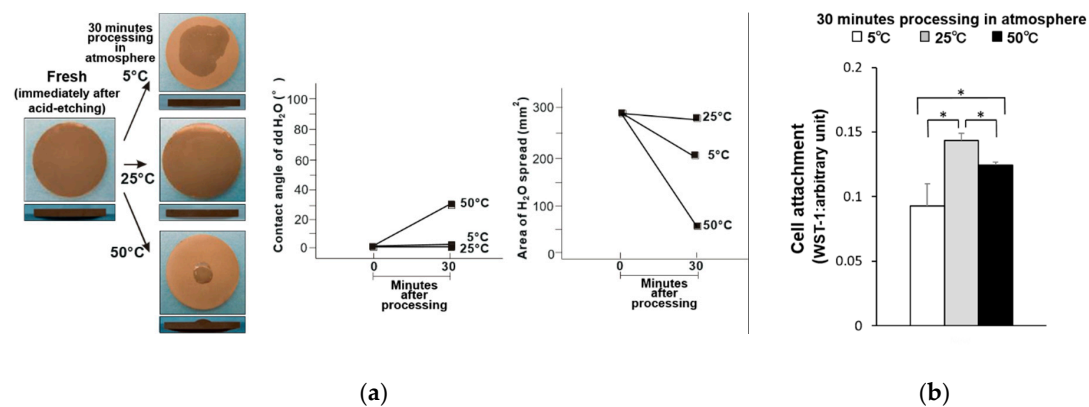 30 minutes
processing
in
atmosphere
Fresh
(immediately after
acid-etching)
5°C
25°C
50°C
Contact angle of dd H₂O (°)
100
80
60
40
20
0
50°C
5°C
25°C
0
30
Minutes
after
processing
Area of H₂O spread (mm²)
300
200
100
0
25°C
5°C
50°C
0
30
Minutes
after
processing
(a)
30 minutes processing in atmosphere
5℃ 25℃ 50℃
Cell attachment
(WST-1:arbitrary unit)
0.2
0.15
0.1
0.05
0
*
* *
(b)